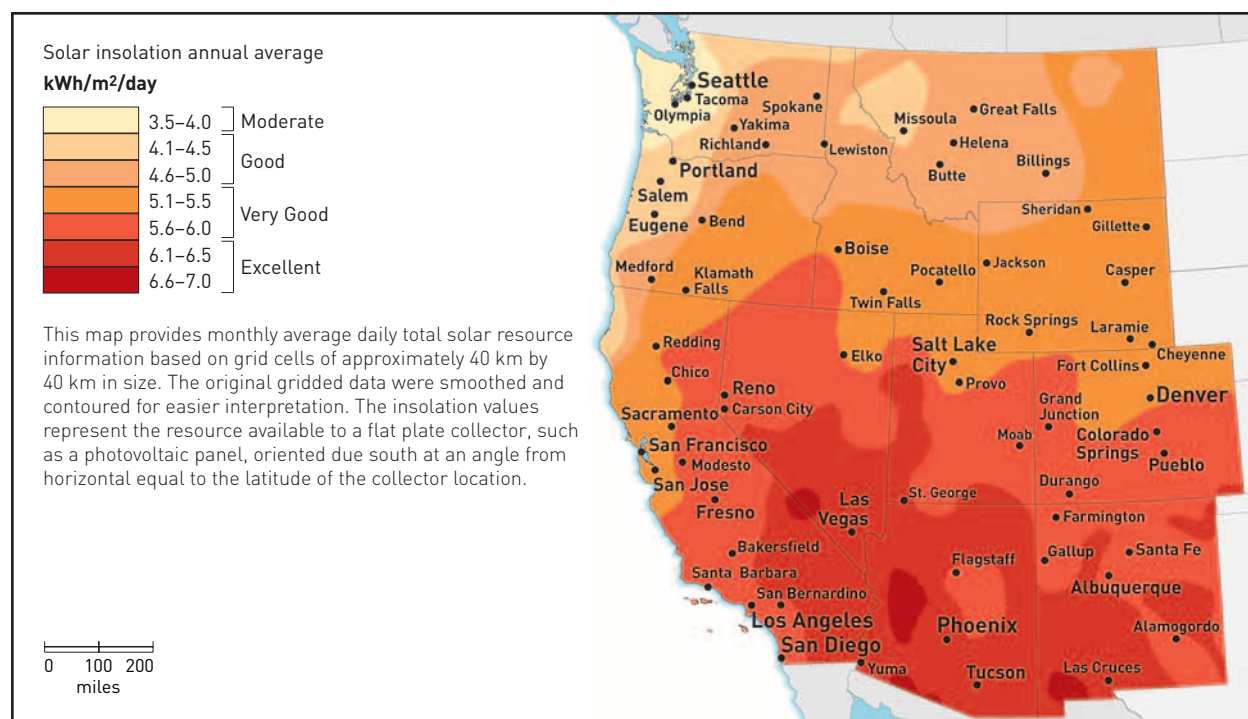 Solar insolation annual average
kWh/m²/day
3.5–4.0
Moderate
4.1–4.5
Good
4.6–5.0
5.1–5.5
Very Good
5.6–6.0
6.1–6.5
Excellent
6.6–7.0
This map provides monthly average daily total solar resource
information based on grid cells of approximately 40 km by
40 km in size. The original gridded data were smoothed and
contoured for easier interpretation. The insolation values
represent the resource available to a flat plate collector, such
as a photovoltaic panel, oriented due south at an angle from
horizontal equal to the latitude of the collector location.
0 100 200
miles
Seattle
Tacoma
Olympia
Spokane
Yakima
Richland
Lewiston
Missoula
Great Falls
Helena
Butte
Billings
Portland
Salem
Eugene
Bend
Medford
Klamath
Falls
Boise
Pocatello
Twin Falls
Jackson
Sheridan
Gillette
Casper
Rock Springs
Laramie
Cheyenne
Redding
Chico
Elko
Salt Lake
City
Provo
Fort Collins
Denver
Reno
Carson City
Sacramento
San Francisco
Modesto
San Jose
Fresno
Grand
Junction
Moab
Colorado
Springs
Pueblo
Durango
Las
Vegas
St. George
Farmington
Bakersfield
Santa Barbara
San Bernardino
Los Angeles
San Diego
Flagstaff
Gallup
Santa Fe
Albuquerque
Phoenix
Alamogordo
Yuma
Tucson
Las Cruces